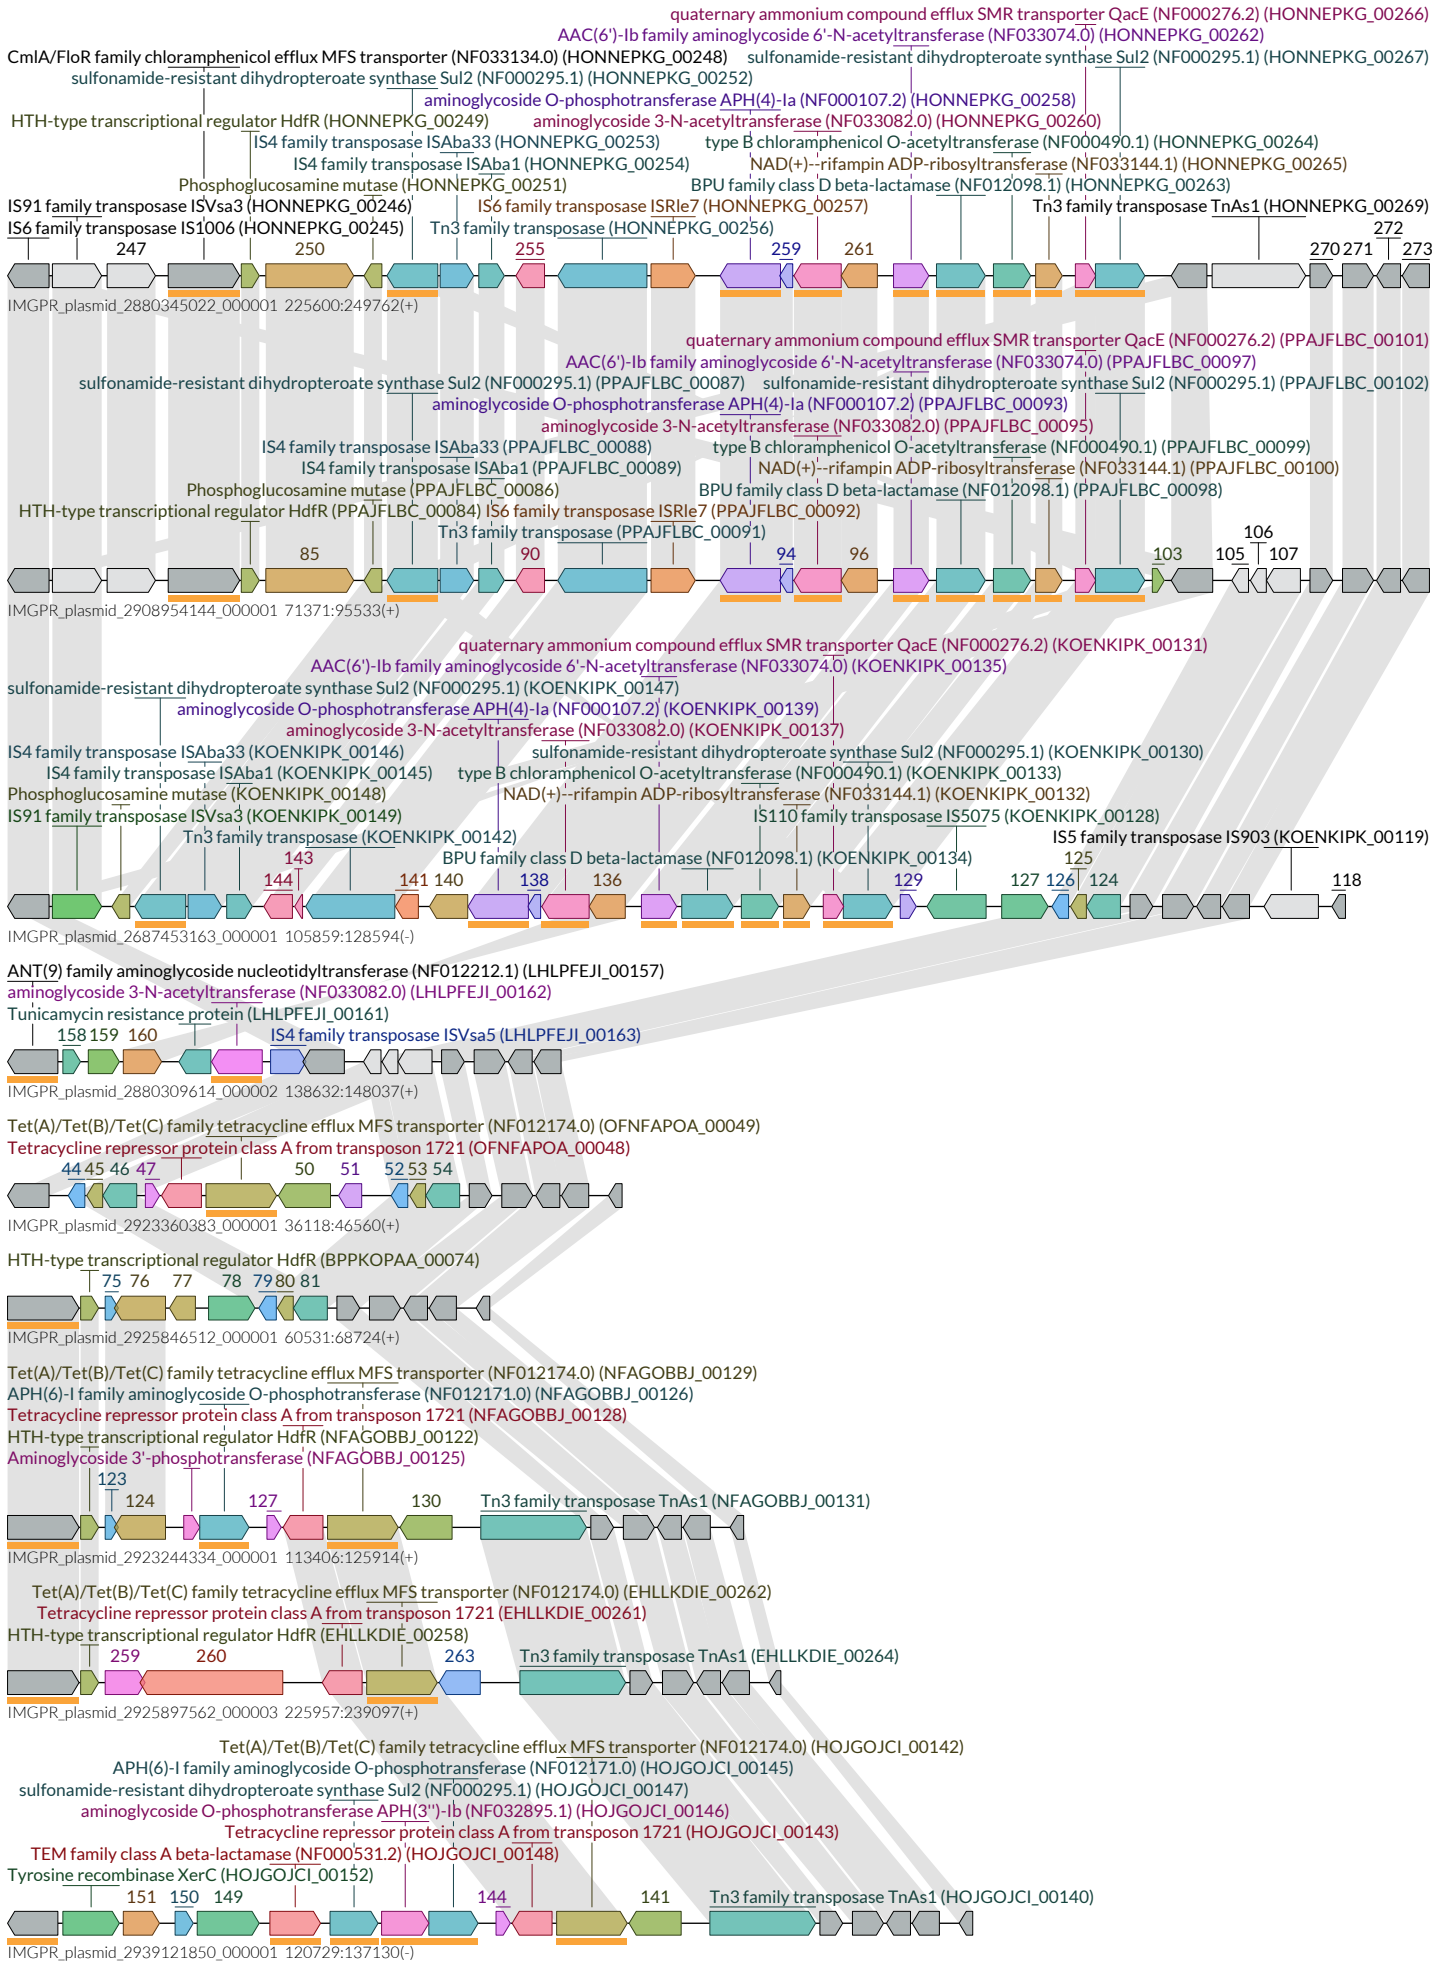 quaternary ammonium compound efflux SMR transporter QacE (NF000276.2) (HONNEPKG_00266)
AAC(6')-Ib family aminoglycoside 6'-N-acetyltransferase (NF033074.0) (HONNEPKG_00262)
CmlA/FloR family chloramphenicol efflux MFS transporter (NF033134.0) (HONNEPKG_00248) sulfonamide-resistant dihydropteroate synthase Sul2 (NF000295.1) (HONNEPKG_00267)
sulfonamide-resistant dihydropteroate synthase Sul2 (NF000295.1) (HONNEPKG_00252)
aminoglycoside O-phosphotransferase APH(4)-Ia (NF000107.2) (HONNEPKG_00258)
HTH-type transcriptional regulator HdfR (HONNEPKG_00249) aminoglycoside 3-N-acetyltransferase (NF033082.0) (HONNEPKG_00260)
IS4 family transposase ISAba33 (HONNEPKG_00253) type B chloramphenicol O-acetyltransferase (NF000490.1) (HONNEPKG_00264)
IS4 family transposase ISAba1 (HONNEPKG_00254) NAD(+)--rifampin ADP-ribosyltransferase (NF033144.1) (HONNEPKG_00265)
Phosphoglucosamine mutase (HONNEPKG_00251) BPU family class D beta-lactamase (NF012098.1) (HONNEPKG_00263)
IS91 family transposase ISVsa3 (HONNEPKG_00246) IS6 family transposase ISRle7 (HONNEPKG_00257) Tn3 family transposase TnAs1 (HONNEPKG_00269)
IS6 family transposase IS1006 (HONNEPKG_00245) Tn3 family transposase (HONNEPKG_00256) 272
247 250 255 259 261 270 271 273
IMGPR_plasmid_2880345022_000001 225600:249762(+)
quaternary ammonium compound efflux SMR transporter QacE (NF000276.2) (PPAJFLBC_00101)
AAC(6')-Ib family aminoglycoside 6'-N-acetyltransferase (NF033074.0) (PPAJFLBC_00097)
sulfonamide-resistant dihydropteroate synthase Sul2 (NF000295.1) (PPAJFLBC_00087) sulfonamide-resistant dihydropteroate synthase Sul2 (NF000295.1) (PPAJFLBC_00102)
aminoglycoside O-phosphotransferase APH(4)-Ia (NF000107.2) (PPAJFLBC_00093)
aminoglycoside 3-N-acetyltransferase (NF033082.0) (PPAJFLBC_00095)
IS4 family transposase ISAba33 (PPAJFLBC_00088) type B chloramphenicol O-acetyltransferase (NF000490.1) (PPAJFLBC_00099)
IS4 family transposase ISAba1 (PPAJFLBC_00089) NAD(+)--rifampin ADP-ribosyltransferase (NF033144.1) (PPAJFLBC_00100)
Phosphoglucosamine mutase (PPAJFLBC_00086) BPU family class D beta-lactamase (NF012098.1) (PPAJFLBC_00098)
HTH-type transcriptional regulator HdfR (PPAJFLBC_00084) IS6 family transposase ISRle7 (PPAJFLBC_00092)
Tn3 family transposase (PPAJFLBC_00091) 106
85 90 94 96 103 105 107
IMGPR_plasmid_2908954144_000001 71371:95533(+)
quaternary ammonium compound efflux SMR transporter QacE (NF000276.2) (KOENKIPK_00131)
AAC(6')-Ib family aminoglycoside 6'-N-acetyltransferase (NF033074.0) (KOENKIPK_00135)
sulfonamide-resistant dihydropteroate synthase Sul2 (NF000295.1) (KOENKIPK_00147)
aminoglycoside O-phosphotransferase APH(4)-Ia (NF000107.2) (KOENKIPK_00139)
aminoglycoside 3-N-acetyltransferase (NF033082.0) (KOENKIPK_00137)
IS4 family transposase ISAba33 (KOENKIPK_00146) sulfonamide-resistant dihydropteroate synthase Sul2 (NF000295.1) (KOENKIPK_00130)
IS4 family transposase ISAba1 (KOENKIPK_00145) type B chloramphenicol O-acetyltransferase (NF000490.1) (KOENKIPK_00133)
Phosphoglucosamine mutase (KOENKIPK_00148) NAD(+)--rifampin ADP-ribosyltransferase (NF033144.1) (KOENKIPK_00132)
IS91 family transposase ISVsa3 (KOENKIPK_00149) IS110 family transposase IS5075 (KOENKIPK_00128)
Tn3 family transposase (KOENKIPK_00142) IS5 family transposase IS903 (KOENKIPK_00119)
143 BPU family class D beta-lactamase (NF012098.1) (KOENKIPK_00134) 125
144 141 140 138 136 129 127 126 124 118
IMGPR_plasmid_2687453163_000001 105859:128594(-)
ANT(9) family aminoglycoside nucleotidyltransferase (NF012212.1) (LHLPFEJI_00157)
aminoglycoside 3-N-acetyltransferase (NF033082.0) (LHLPFEJI_00162)
Tunicamycin resistance protein (LHLPFEJI_00161)
158 159 160 IS4 family transposase ISVsa5 (LHLPFEJI_00163)
IMGPR_plasmid_2880309614_000002 138632:148037(+)
Tet(A)/Tet(B)/Tet(C) family tetracycline efflux MFS transporter (NF012174.0) (OFNFAPOA_00049)
Tetracycline repressor protein class A from transposon 1721 (OFNFAPOA_00048)
44 45 46 47 50 51 52 53 54
IMGPR_plasmid_2923360383_000001 36118:46560(+)
HTH-type transcriptional regulator HdfR (BPPKOPAA_00074)
75 76 77 78 79 80 81
IMGPR_plasmid_2925846512_000001 60531:68724(+)
Tet(A)/Tet(B)/Tet(C) family tetracycline efflux MFS transporter (NF012174.0) (NFAGOBBJ_00129)
APH(6)-I family aminoglycoside O-phosphotransferase (NF012171.0) (NFAGOBBJ_00126)
Tetracycline repressor protein class A from transposon 1721 (NFAGOBBJ_00128)
HTH-type transcriptional regulator HdfR (NFAGOBBJ_00122)
Aminoglycoside 3'-phosphotransferase (NFAGOBBJ_00125)
123
124 127 130 Tn3 family transposase TnAs1 (NFAGOBBJ_00131)
IMGPR_plasmid_2923244334_000001 113406:125914(+)
Tet(A)/Tet(B)/Tet(C) family tetracycline efflux MFS transporter (NF012174.0) (EHLLKDIE_00262)
Tetracycline repressor protein class A from transposon 1721 (EHLLKDIE_00261)
HTH-type transcriptional regulator HdfR (EHLLKDIE_00258)
259 260 263 Tn3 family transposase TnAs1 (EHLLKDIE_00264)
IMGPR_plasmid_2925897562_000003 225957:239097(+)
Tet(A)/Tet(B)/Tet(C) family tetracycline efflux MFS transporter (NF012174.0) (HOJGOJCI_00142)
APH(6)-I family aminoglycoside O-phosphotransferase (NF012171.0) (HOJGOJCI_00145)
sulfonamide-resistant dihydropteroate synthase Sul2 (NF000295.1) (HOJGOJCI_00147)
aminoglycoside O-phosphotransferase APH(3'')-Ib (NF032895.1) (HOJGOJCI_00146)
Tetracycline repressor protein class A from transposon 1721 (HOJGOJCI_00143)
TEM family class A beta-lactamase (NF000531.2) (HOJGOJCI_00148)
Tyrosine recombinase XerC (HOJGOJCI_00152)
151 150 149 144 141 Tn3 family transposase TnAs1 (HOJGOJCI_00140)
IMGPR_plasmid_2939121850_000001 120729:137130(-)